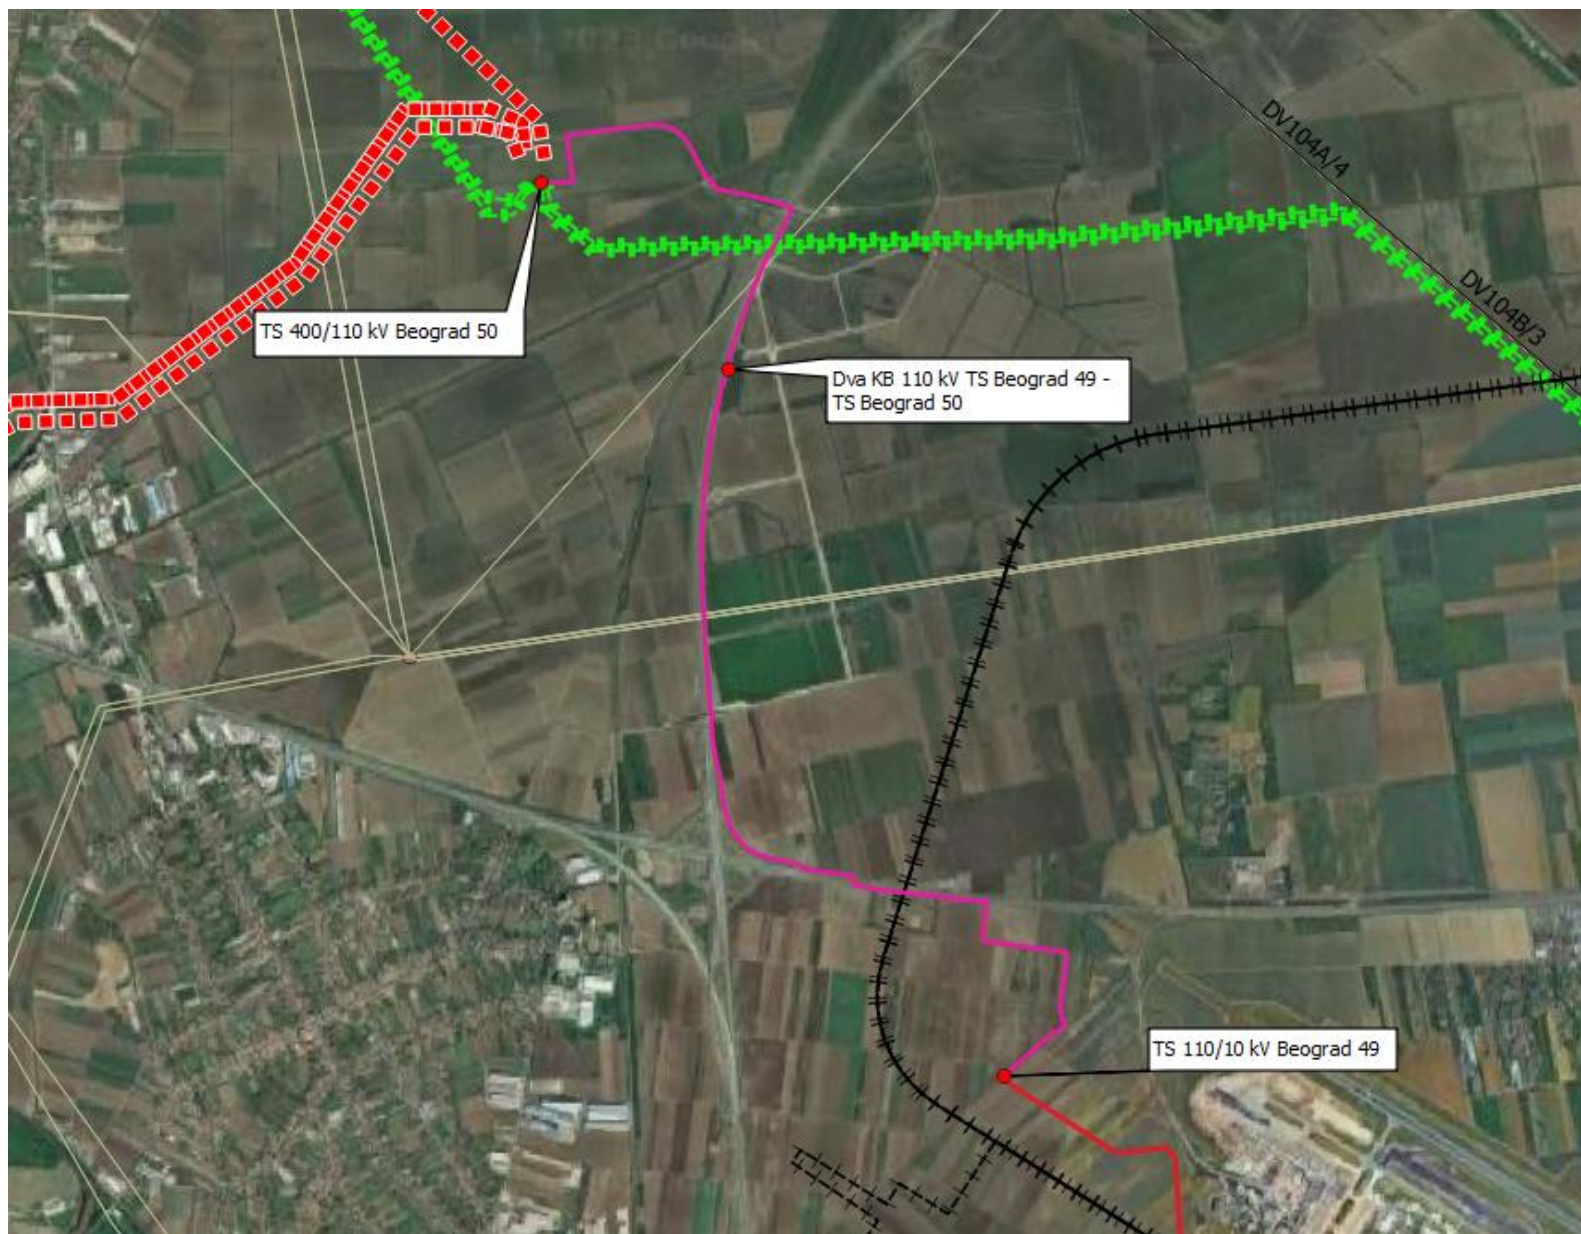 DV104A/4
DV104B/3
TS 400/110 kV Beograd 50
Dva KB 110 kV TS Beograd 49 -
TS Beograd 50
TS 110/10 kV Beograd 49